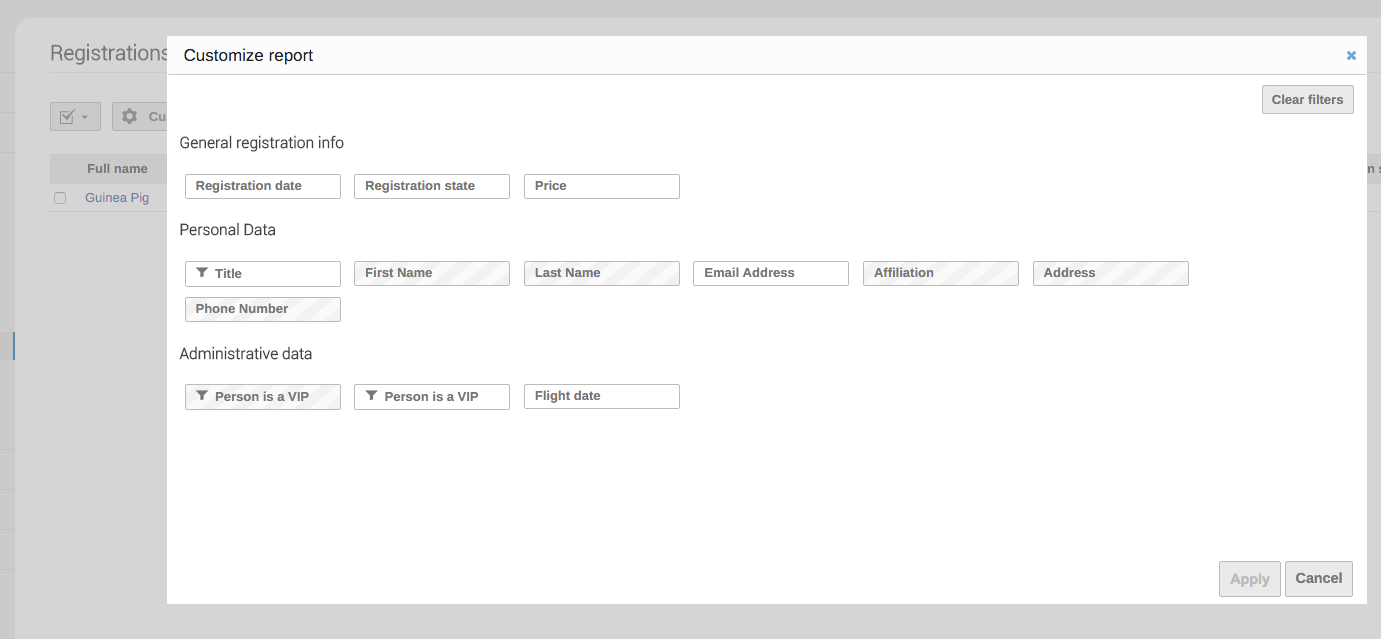 Registrations
Customize report
Clear filters
Cu
General registration info
Full name
Registration date Registration state Price
Guinea Pig
Personal Data
Title First Name Last Name Email Address Affiliation Address
Phone Number
Administrative data
Person is a VIP Person is a VIP Flight date
Apply Cancel